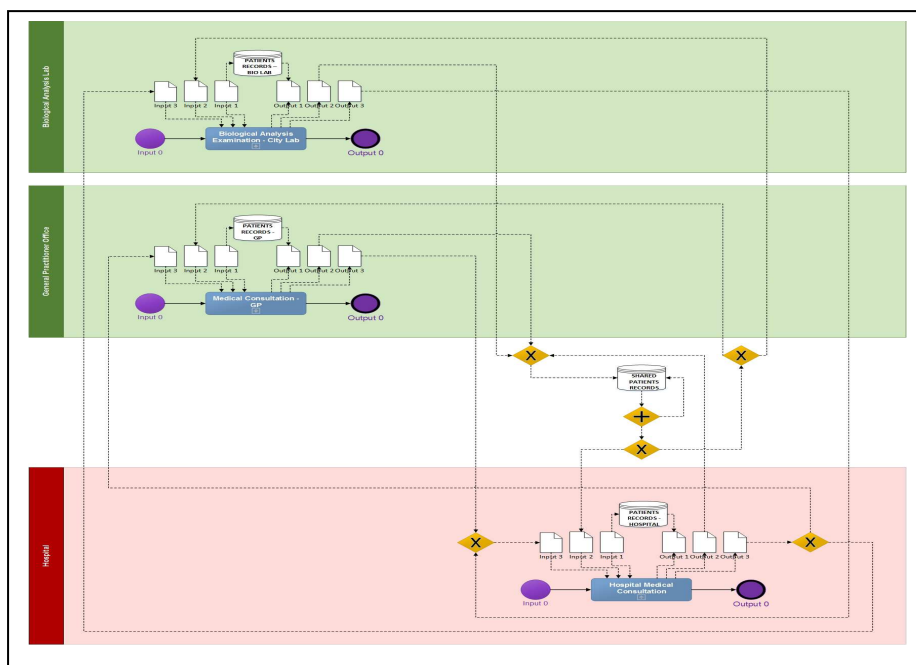 Biological Analysis Lab
PATIENTS
RECORDS –
BIO LAB
Input 3
Input 2
Input 1
Output 1
Output 2
Output 3
Biological Analysis
Examination - City Lab
Input 0
Output 0
General Practitioner Office
PATIENTS
RECORDS -
GP
Input 3
Input 2
Input 1
Output 1
Output 2
Output 3
Medical Consultation -
GP
Input 0
Output 0
X
X
SHARED
PATIENTS
RECORDS
+
X
Hospital
PATIENTS
RECORDS -
HOSPITAL
X
Input 3
Input 2
Input 1
Output 1
Output 2
Output 3
X
Hospital Medical
Consultation
Input 0
Output 0